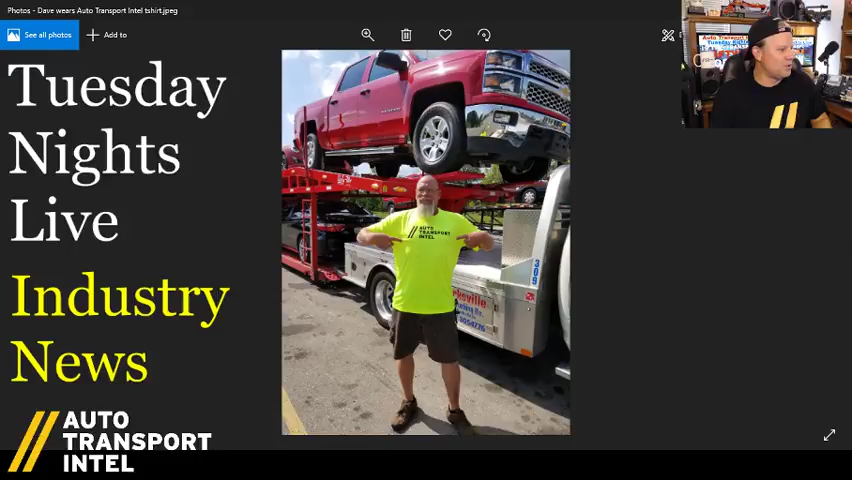 Photos - Dave wears Auto Transport Intel tshirt.jpeg
See all photos
Add to
Tuesday
Nights
Live
Industry
News
AUTO
TRANSPORT
INTEL
AUTO
TRANSPORT
INTEL
309